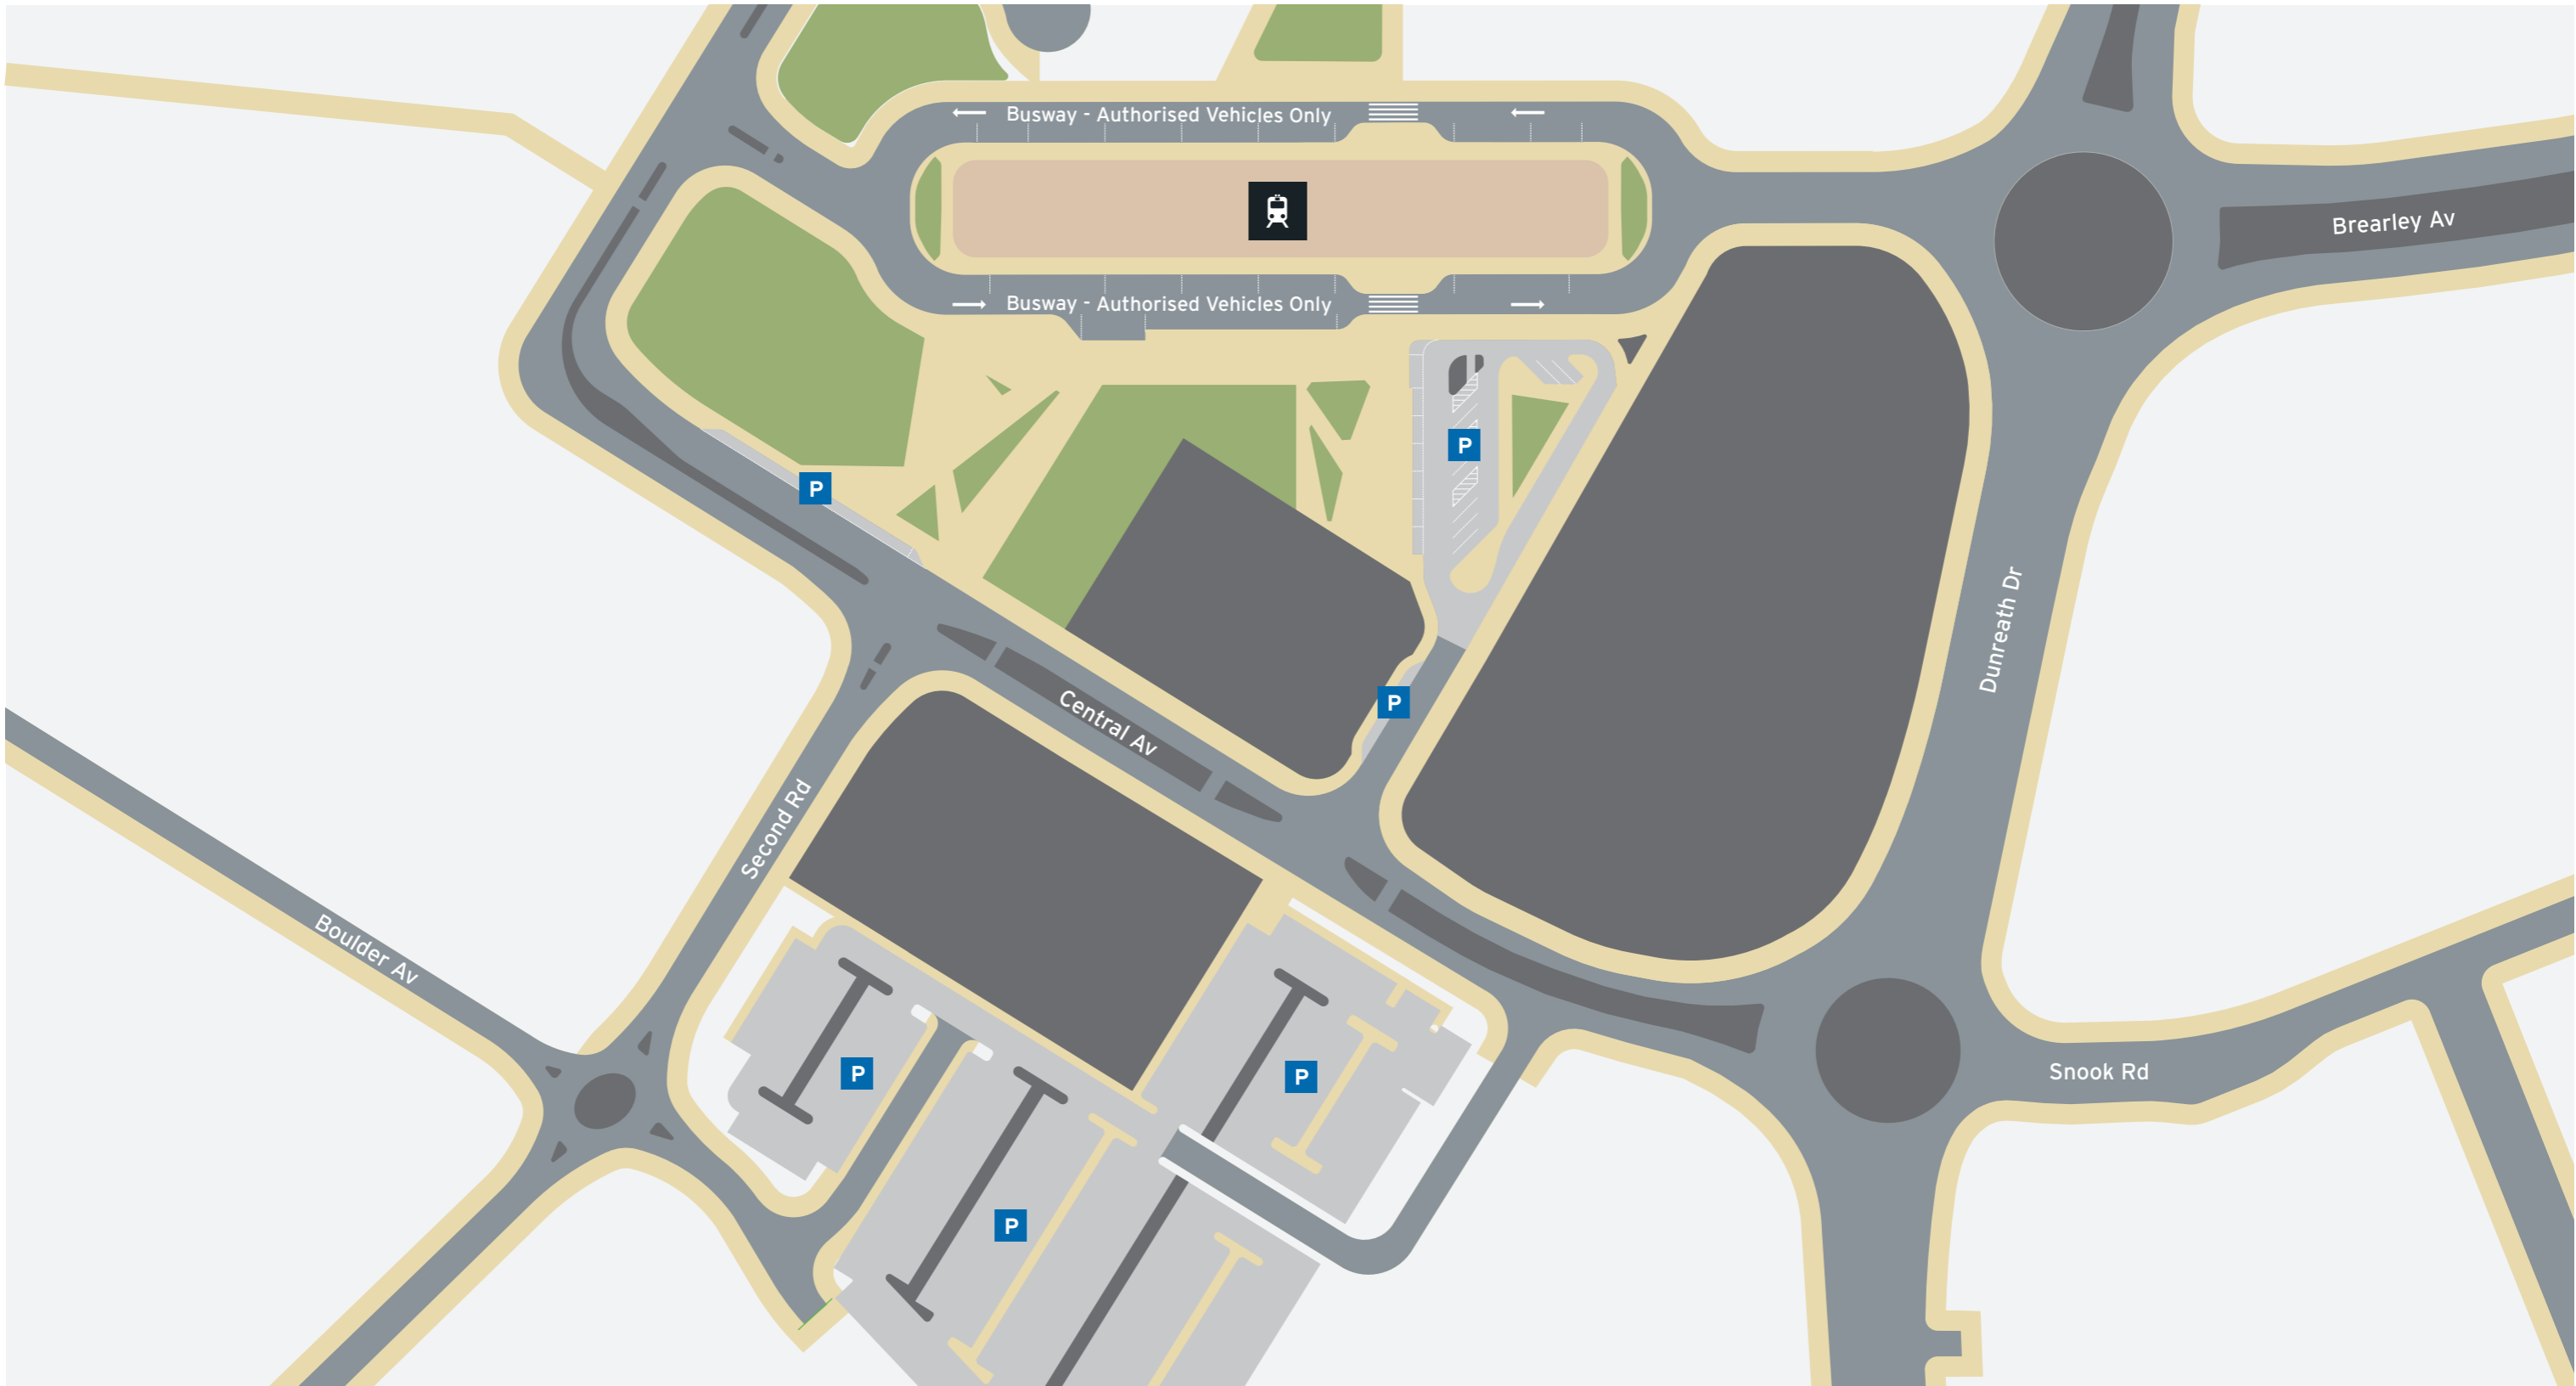 Busway - Authorised Vehicles Only
Brearley Av
Busway - Authorised Vehicles Only
P
P
Dunreath Dr
P
Central Av
Second Rd
Boulder Av
P
P
Snook Rd
P